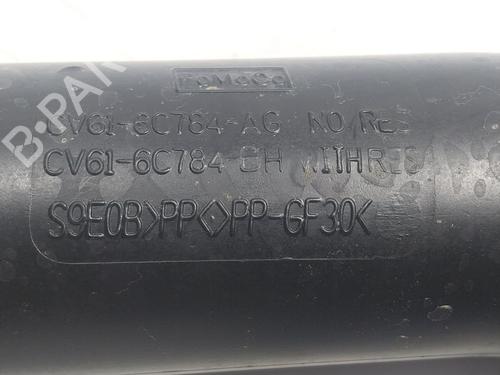 B-PARTS
FoMoCo
CV61-6C784-AG NO/RES
CV61-6C784-BH WITHRES
S9E0B>PP<>PP-GF30<